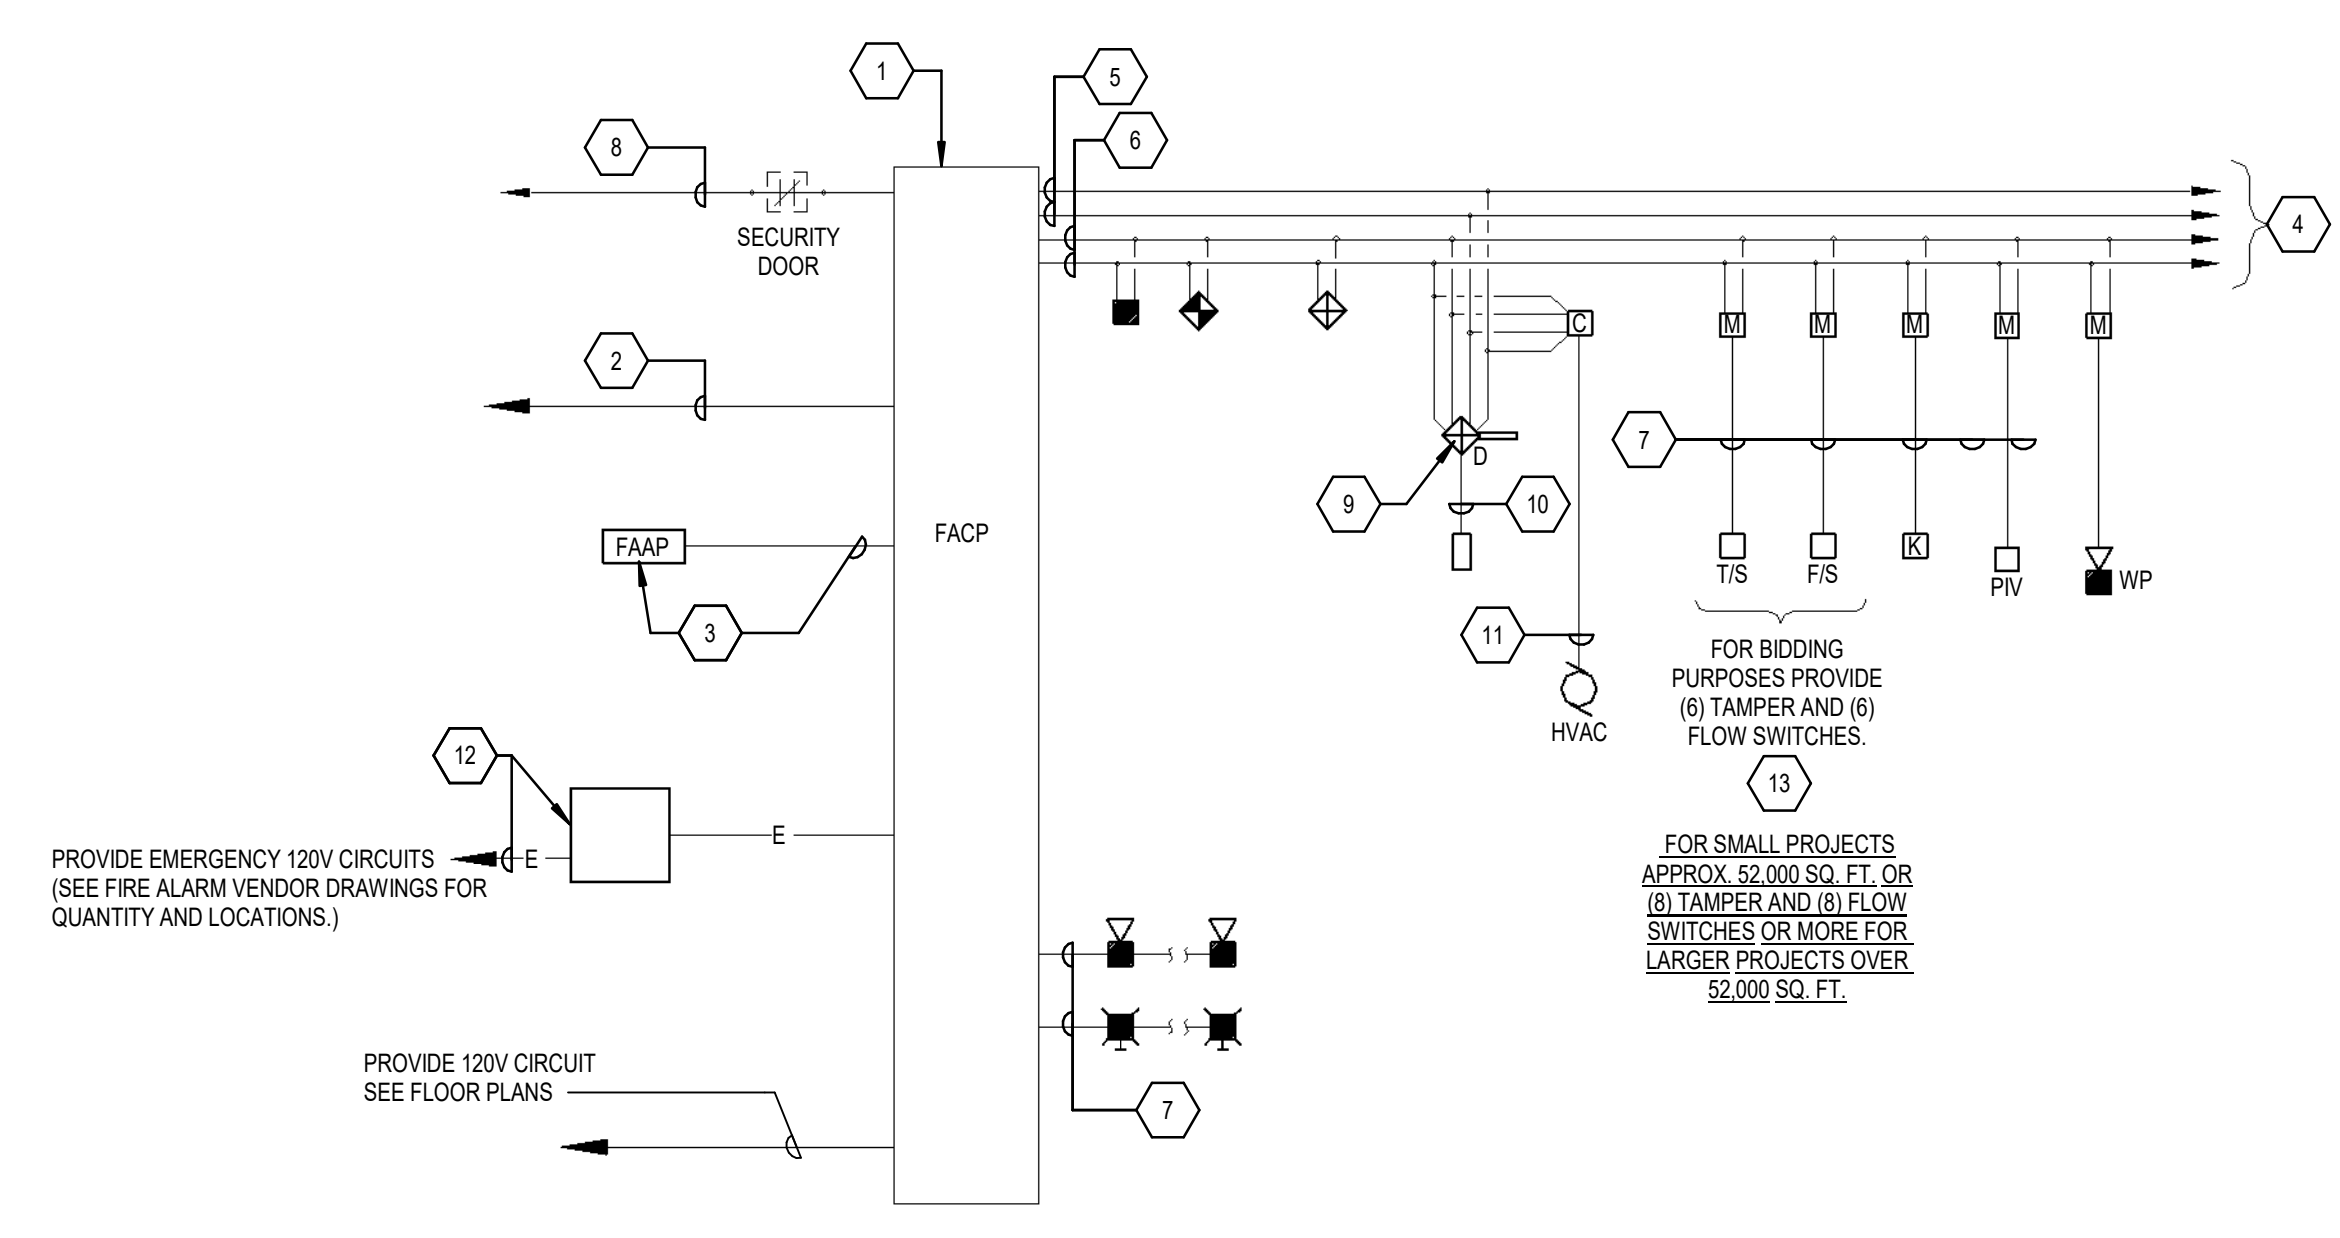 1
5
8
6
SECURITY
DOOR
4
2
C
M
M
M
M
M
7
D
9
10
FACP
FAAP
K
T/S
F/S
PIV
WP
3
11
FOR BIDDING
PURPOSES PROVIDE
(6) TAMPER AND (6)
FLOW SWITCHES.
HVAC
12
13
E
PROVIDE EMERGENCY 120V CIRCUITS
(SEE FIRE ALARM VENDOR DRAWINGS FOR
QUANTITY AND LOCATIONS.)
E
FOR SMALL PROJECTS
APPROX. 52,000 SQ. FT. OR
(8) TAMPER AND (8) FLOW
SWITCHES OR MORE FOR
LARGER PROJECTS OVER
52,000 SQ. FT.
PROVIDE 120V CIRCUIT
SEE FLOOR PLANS
7